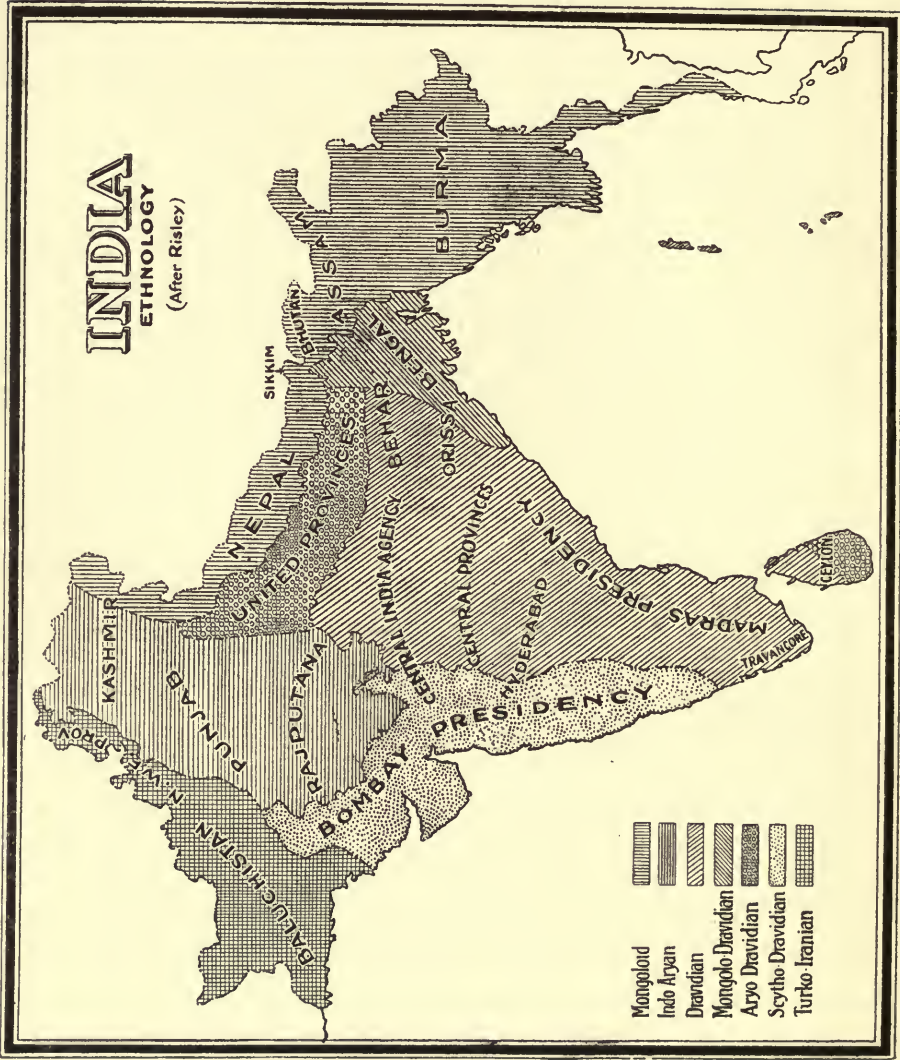 INDIA
ETHNOLOGY
(After Risley)
SIKKIM
BHUTAN
ASSAM
BURMA
NEPAL
KASHMIR
N.W.F. PROV
PUNJAB
UNITED PROVINCES
BEHAR
BENGAL
ORISSA
RAJPUTANA
CENTRAL INDIA AGENCY
CENTRAL PROVINCES
HYDERABAD
BALUCHISTAN
BOMBAY PRESIDENCY
MADRAS PRESIDENCY
TRAVANCORE
CEYLON
Mongoloid
Indo Aryan
Dravidian
Mongolo-Dravidian
Aryo Dravidian
Scytho-Dravidian
Turko-Iranian